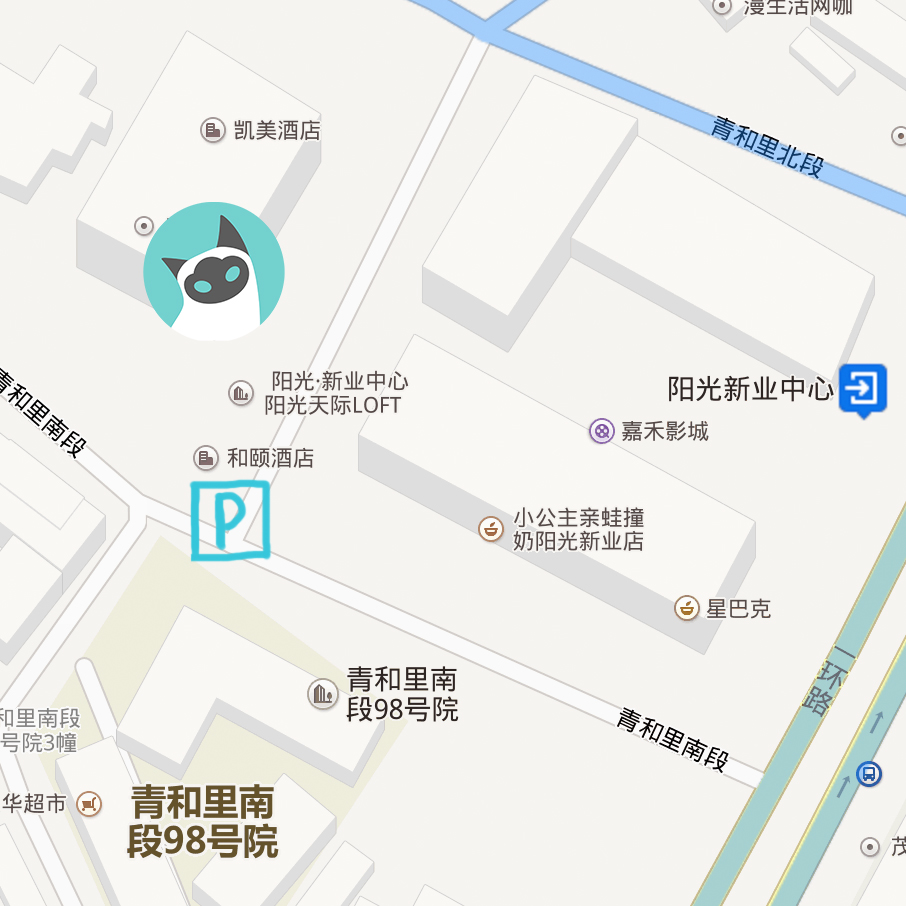 漫生活网咖
凯美酒店
青和里北段
青和里南段
阳光·新业中心
阳光天际LOFT
阳光新业中心
嘉禾影城
和颐酒店
P
小公主亲蛙撞
奶阳光新业店
星巴克
一环路
青和里南
段98号院
和里南段
号院3幢
青和里南段
华超市
青和里南
段98号院
茂